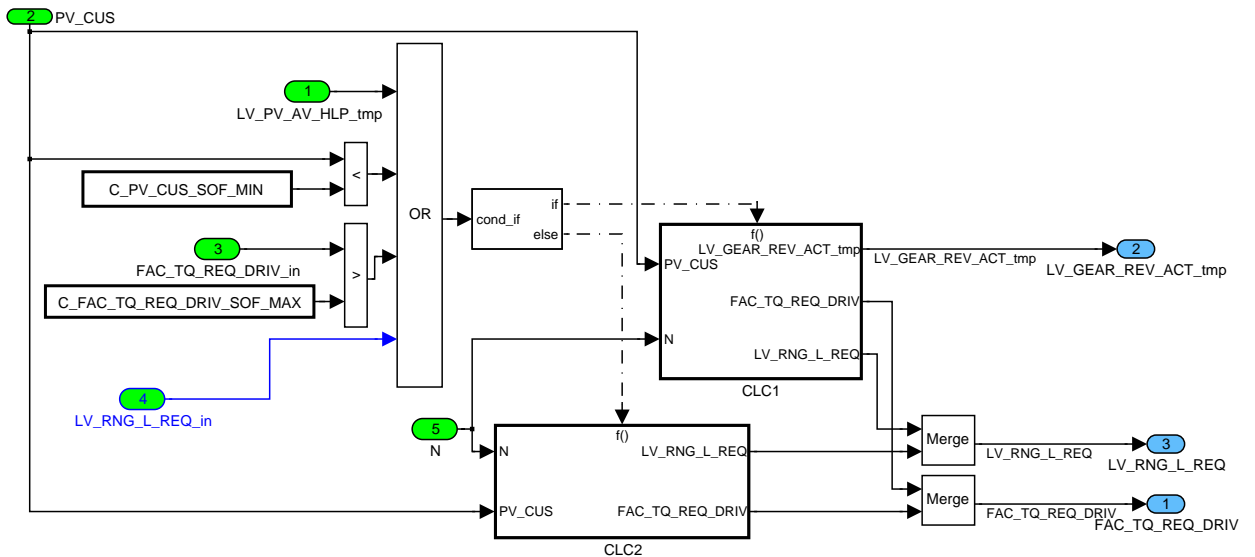 2
PV_CUS
1
LV_PV_AV_HLP_tmp
<
C_PV_CUS_SOF_MIN
OR
cond_if
if
else
3
FAC_TQ_REQ_DRIV_in
>
C_FAC_TQ_REQ_DRIV_SOF_MAX
4
LV_RNG_L_REQ_in
5
N
f()
LV_GEAR_REV_ACT_tmp
PV_CUS
FAC_TQ_REQ_DRIV
N
LV_RNG_L_REQ
CLC1
LV_GEAR_REV_ACT_tmp
2
LV_GEAR_REV_ACT_tmp
f()
N
LV_RNG_L_REQ
PV_CUS
FAC_TQ_REQ_DRIV
CLC2
Merge
LV_RNG_L_REQ
3
LV_RNG_L_REQ
Merge
FAC_TQ_REQ_DRIV
1
FAC_TQ_REQ_DRIV